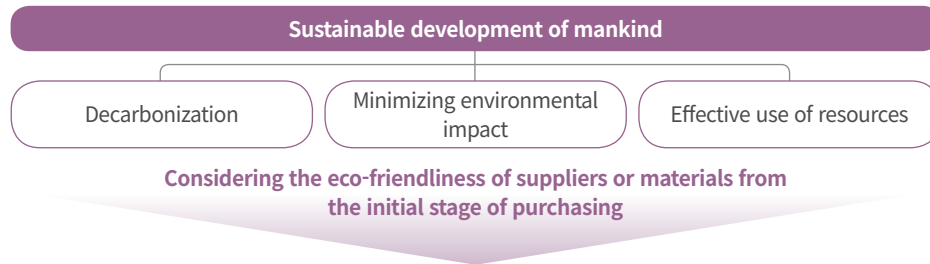 Sustainable development of mankind
Decarbonization
Minimizing environmental
impact
Effective use of resources
Considering the eco-friendliness of suppliers or materials from
the initial stage of purchasing